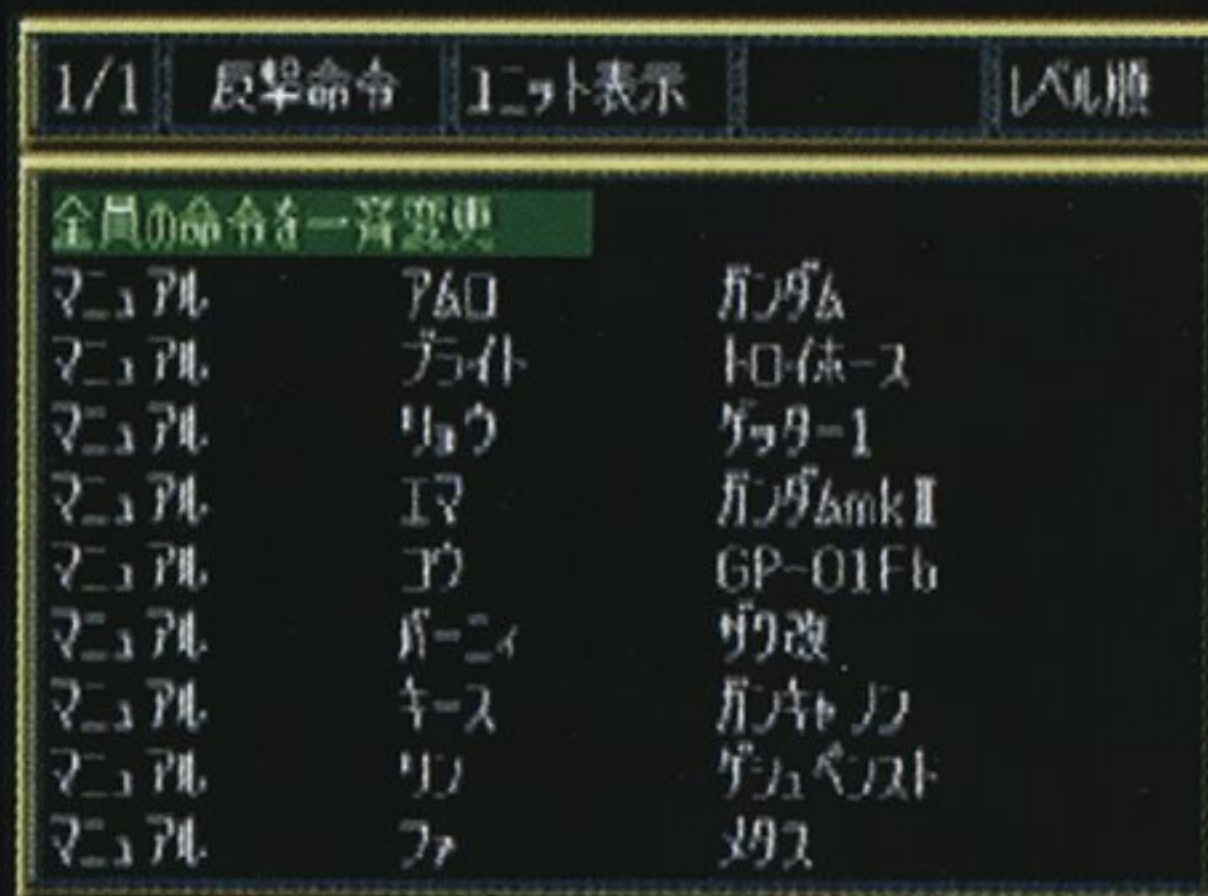 1/1 反撃命令 ユニット表示 レベル順
全員の命令を一斉変更
マニュアル アムロ ガンダム
マニュアル ブライト トロイホース
マニュアル リョウ ゲッター1
マニュアル エマ ガンダムmkⅡ
マニュアル コウ GP-01Fb
マニュアル バーニィ ザク改
マニュアル キース ガンキャノン
マニュアル リン ゲシュペンスト
マニュアル ファ メタス